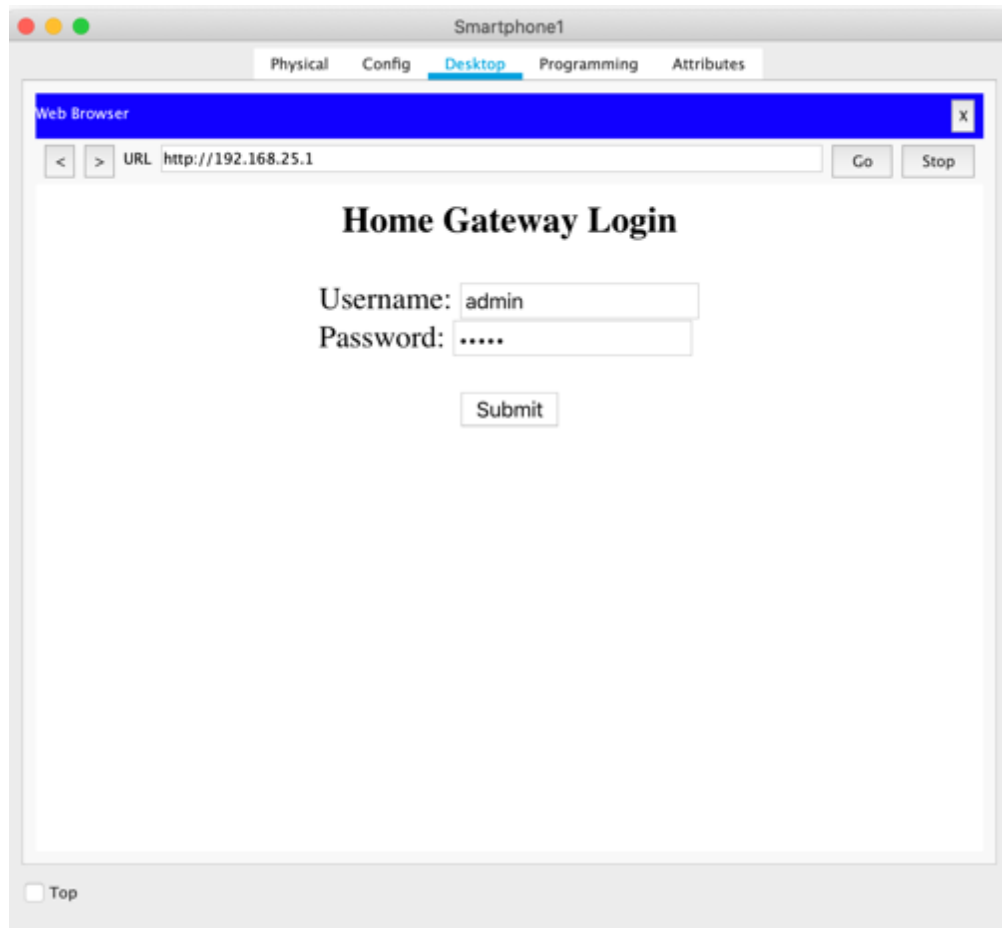 Smartphone1
Physical Config Desktop Programming Attributes
Web Browser X
< > URL http://192.168.25.1 Go Stop
Home Gateway Login
Username: admin
Password: •••••
Submit
Top